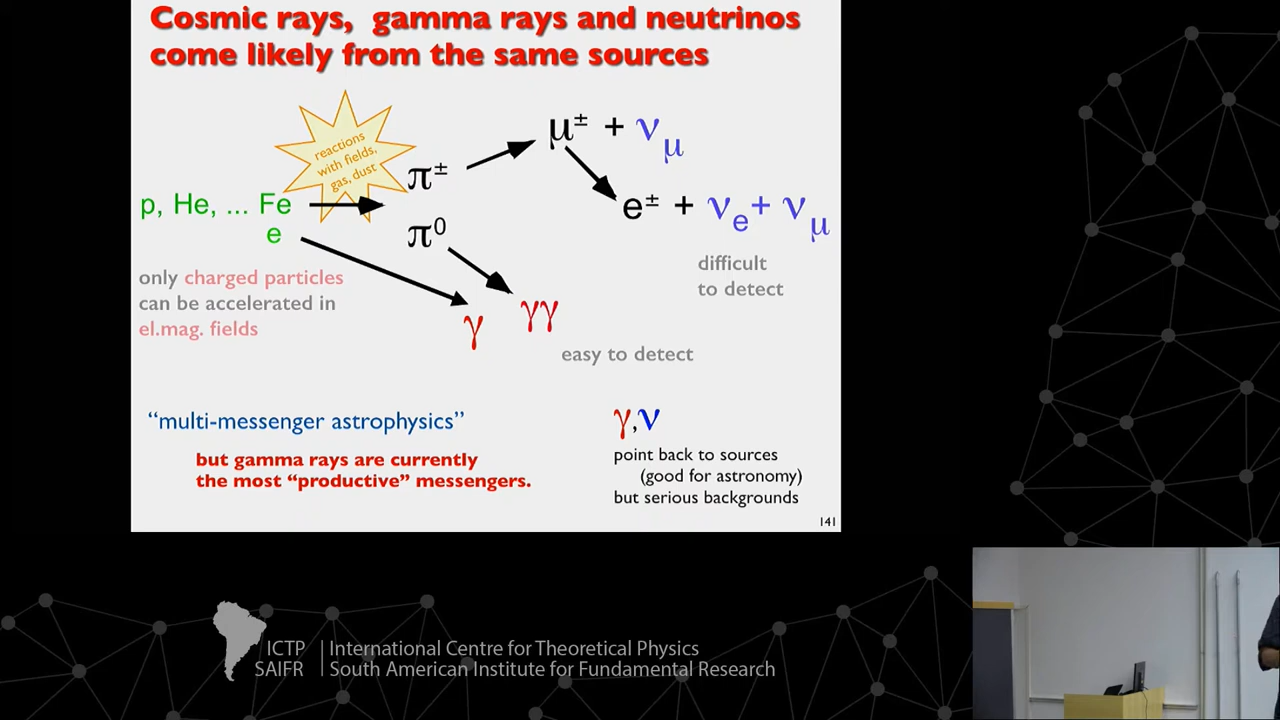 Cosmic rays, gamma rays and neutrinos
come likely from the same sources
reactions
with fields,
gas, dust
μ± + νμ
π±
p, He, ... Fe
e± + νe + νμ
e
π⁰
only charged particles
can be accelerated in
el.mag. fields
difficult
to detect
γ
γγ
easy to detect
“multi-messenger astrophysics”
but gamma rays are currently
the most “productive” messengers.
γ,ν
point back to sources
(good for astronomy)
but serious backgrounds
141
ICTP
SAIFR
International Centre for Theoretical Physics
South American Institute for Fundamental Research